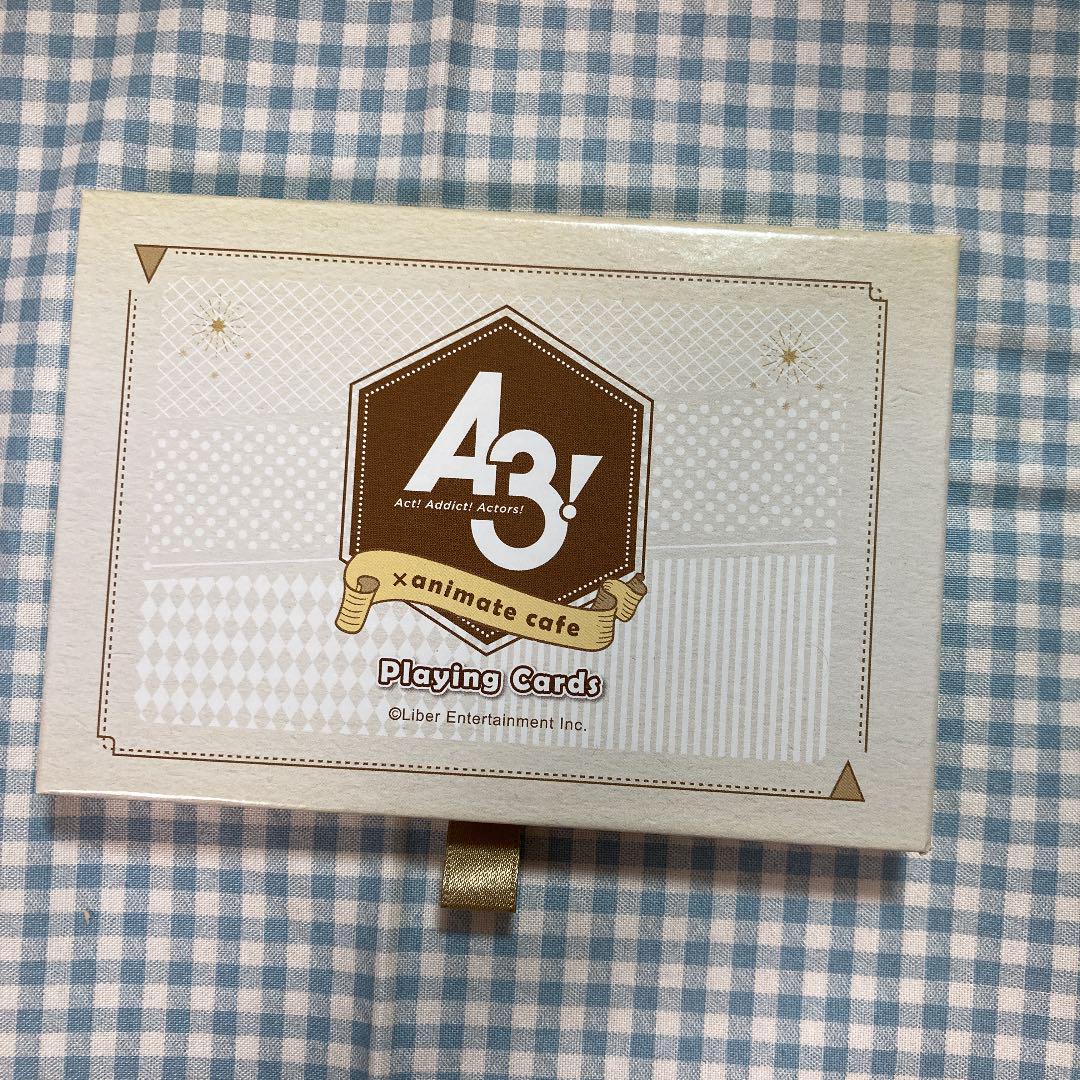 A3!
Act! Addict! Actors!
×animate cafe
Playing Cards
©Liber Entertainment Inc.